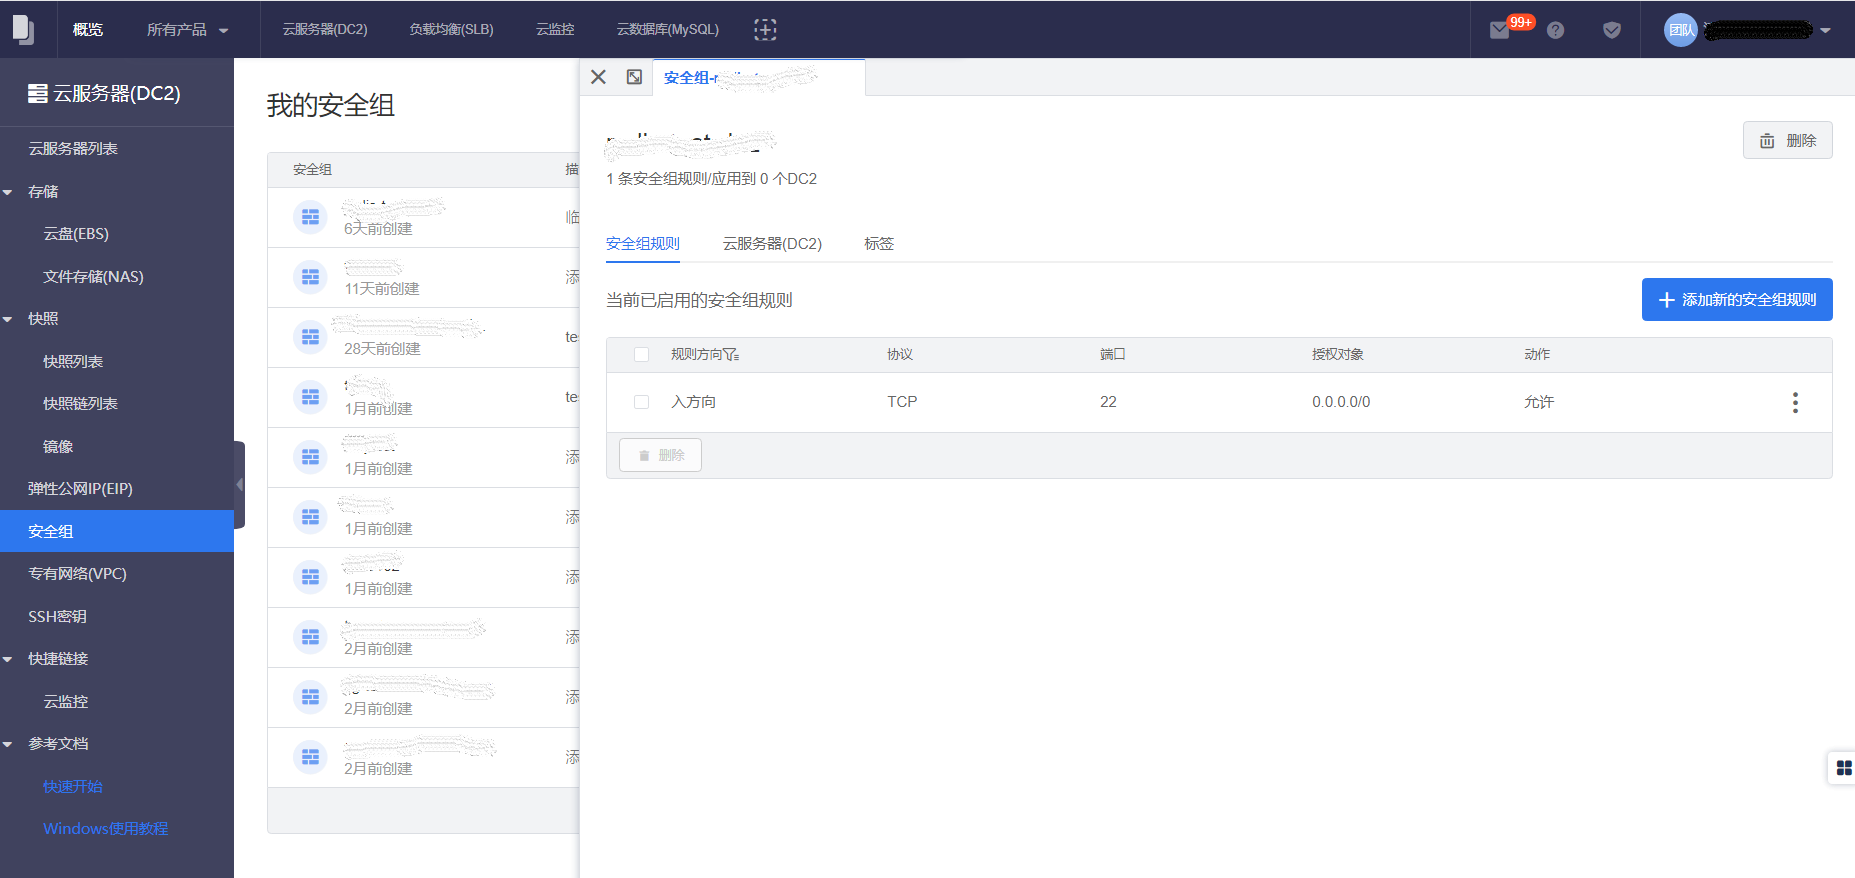 概览
所有产品
云服务器(DC2)
负载均衡(SLB)
云监控
云数据库(MySQL)
99+
团队
云服务器(DC2)
云服务器列表
存储
云盘(EBS)
文件存储(NAS)
快照
快照列表
快照链列表
镜像
弹性公网IP(EIP)
安全组
专有网络(VPC)
SSH密钥
快捷链接
云监控
参考文档
快速开始
Windows使用教程
我的安全组
安全组 描
临
6天前创建
添
11天前创建
te
28天前创建
te
1月前创建
添
1月前创建
添
1月前创建
添
1月前创建
添
2月前创建
添
2月前创建
添
2月前创建
安全组-
删除
1 条安全组规则/应用到 0 个DC2
安全组规则 云服务器(DC2) 标签
当前已启用的安全组规则
添加新的安全组规则
规则方向 协议 端口 授权对象 动作
入方向 TCP 22 0.0.0.0/0 允许
删除